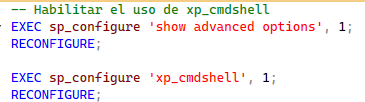 -- Habilitar el uso de xp_cmdshell
EXEC sp_configure 'show advanced options', 1;
RECONFIGURE;
EXEC sp_configure 'xp_cmdshell', 1;
RECONFIGURE;